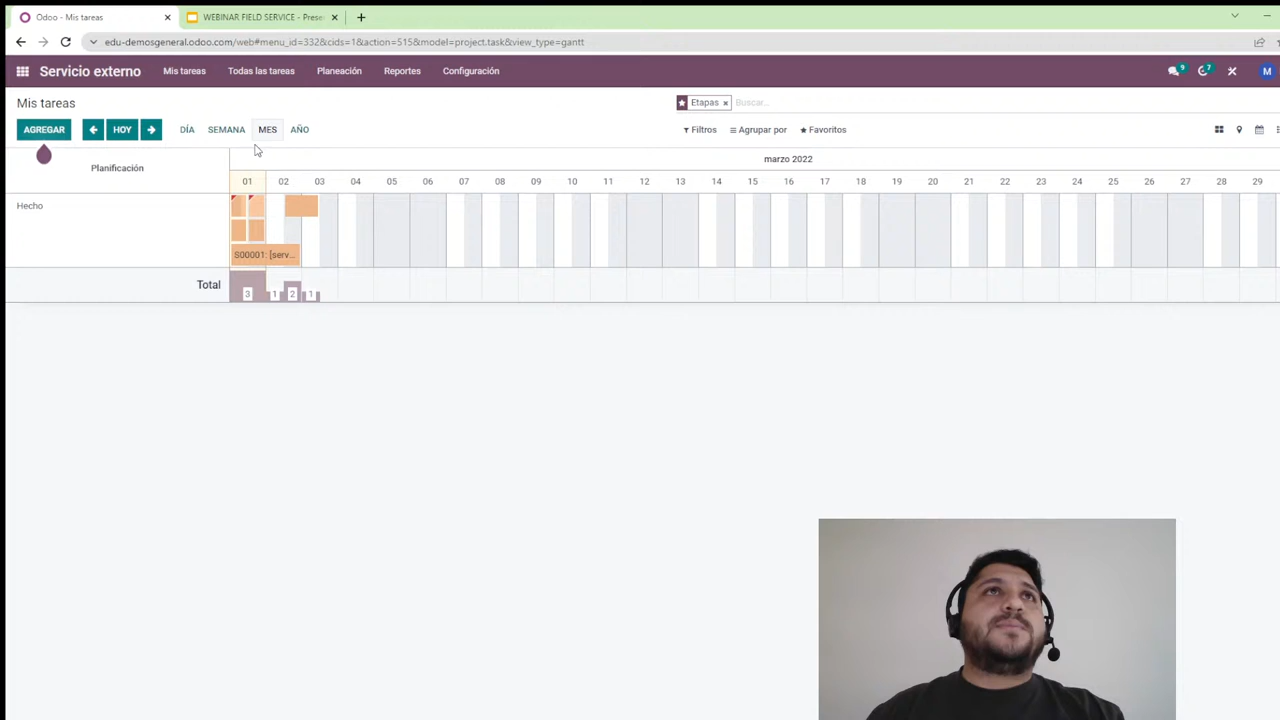 Odoo - Mis tareas
WEBINAR FIELD SERVICE - Prese
edu-demosgeneral.odoo.com/web#menu_id=332&cids=1&action=515&model=project.task&view_type=gantt
Servicio externo Mis tareas Todas las tareas Planeación Reportes Configuración 9 7 M
Mis tareas Etapas Buscar...
AGREGAR HOY DÍA SEMANA MES AÑO Filtros Agrupar por Favoritos
Planificación marzo 2022
01 02 03 04 05 06 07 08 09 10 11 12 13 14 15 16 17 18 19 20 21 22 23 24 25 26 27 28 29
Hecho
S00001: [serv...
Total 3 1 2 1